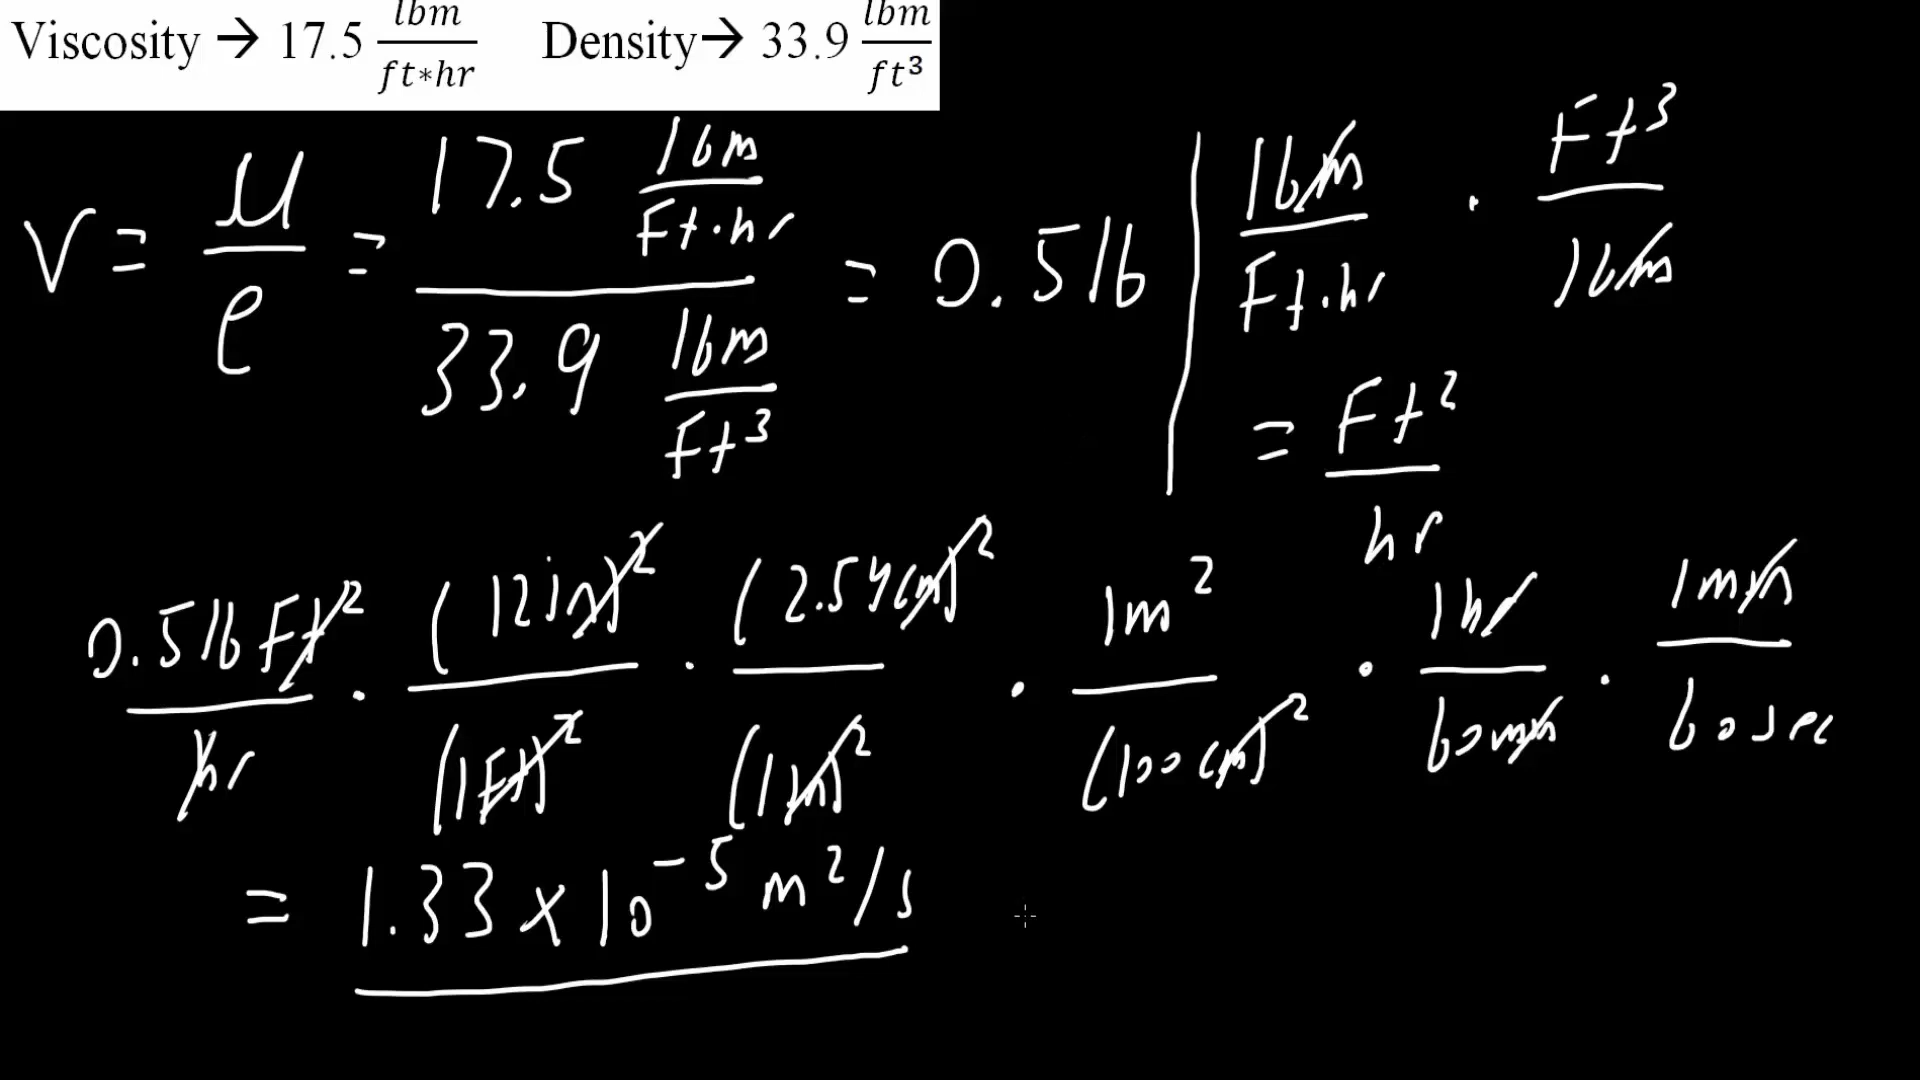 Viscosity → 17.5 lbm/ft*hr Density → 33.9 lbm/ft³
ν = μ/ρ = (17.5 lbm/Ft·hr)/(33.9 lbm/Ft³) = 0.516 | lbm/Ft·hr · Ft³/lbm
= Ft²/hr
0.516 Ft²/hr · (12in)²/(1Ft)² · (2.54cm)²/(1in)² · 1m²/(100cm)² · 1hr/60min · 1min/60sec
= 1.33 x 10⁻⁵ m²/s